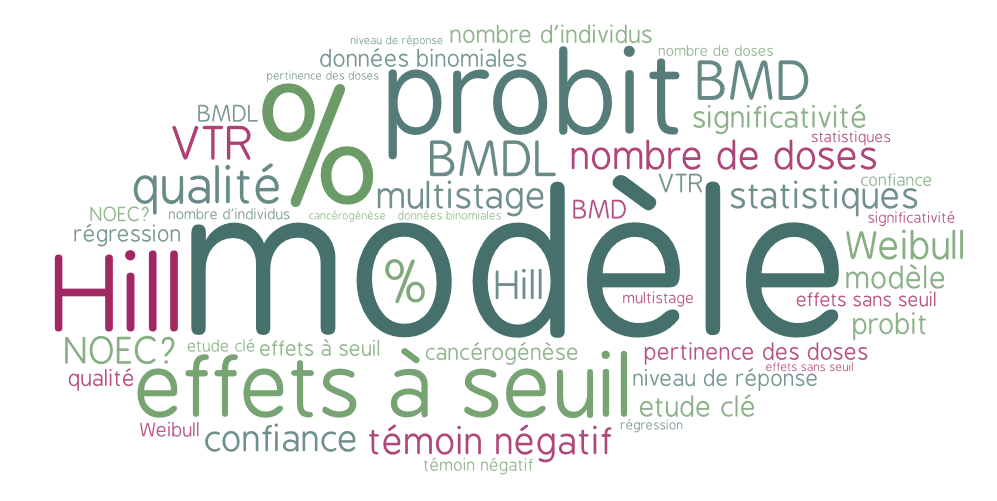 niveau de réponse
nombre d’individus
données binomiales
nombre de doses
pertinence des doses
probit
BMD
%
BMDL
significativité
VTR
statistiques
BMDL
nombre de doses
qualité
multistage
VTR
statistiques
confiance
NOEC?
nombre d’individus
cancérogénèse
données binomiales
BMD
significativité
régression
modèle
Weibull
Hill
%
Hill
modèle
multistage
effets sans seuil
probit
NOEC?
etude clé
effets à seuil
cancérogénèse
pertinence des doses
effets sans seuil
qualité
effets à seuil
niveau de réponse
etude clé
Weibull
confiance
témoin négatif
régression
témoin négatif